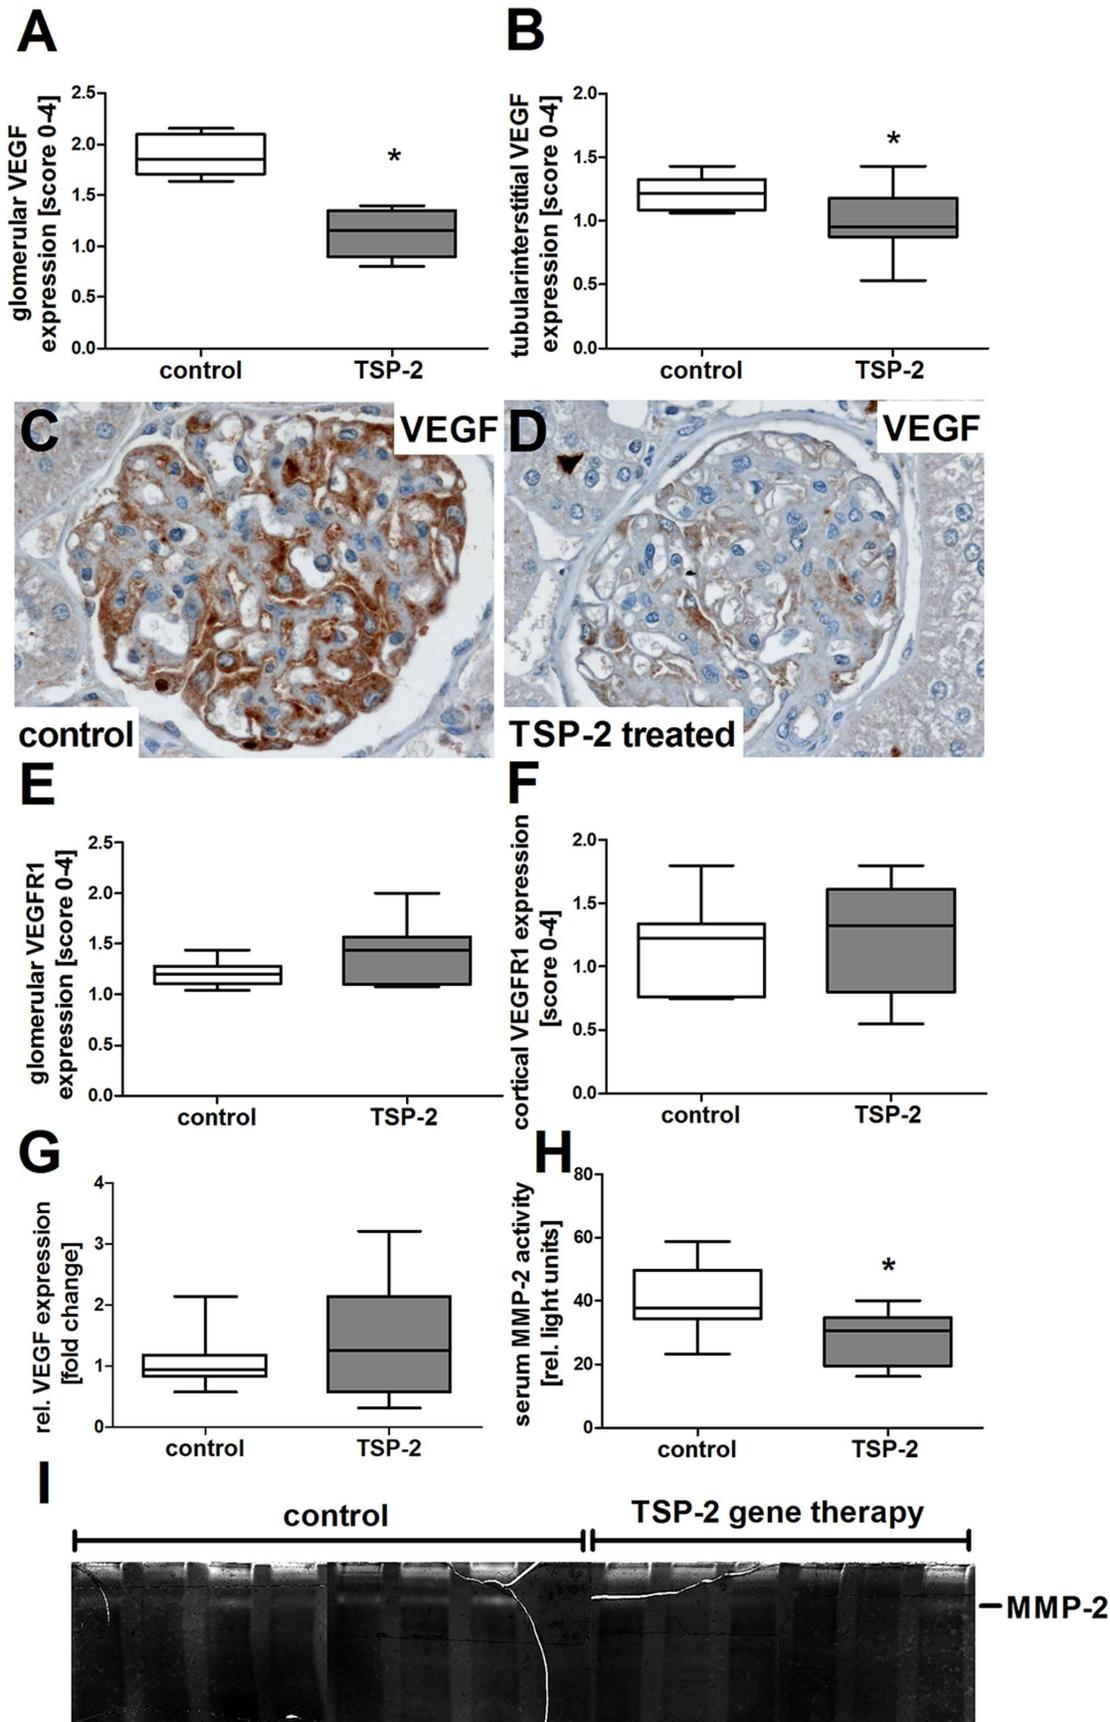 A
B
glomerular VEGF
expression [score 0-4]
2.5
2.0
1.5
1.0
0.5
0.0
*
control
TSP-2
tubularinterstitial VEGF
expression [score 0-4]
2.0
1.5
1.0
0.5
0.0
*
control
TSP-2
C
VEGF
control
D
VEGF
TSP-2 treated
E
glomerular VEGFR1
expression [score 0-4]
2.5
2.0
1.5
1.0
0.5
0.0
control
TSP-2
F
cortical VEGFR1 expression
[score 0-4]
2.0
1.5
1.0
0.5
0.0
control
TSP-2
G
rel. VEGF expression
[fold change]
4
3
2
1
0
control
TSP-2
H
serum MMP-2 activity
[rel. light units]
80
60
40
20
0
*
control
TSP-2
I
control
TSP-2 gene therapy
MMP-2